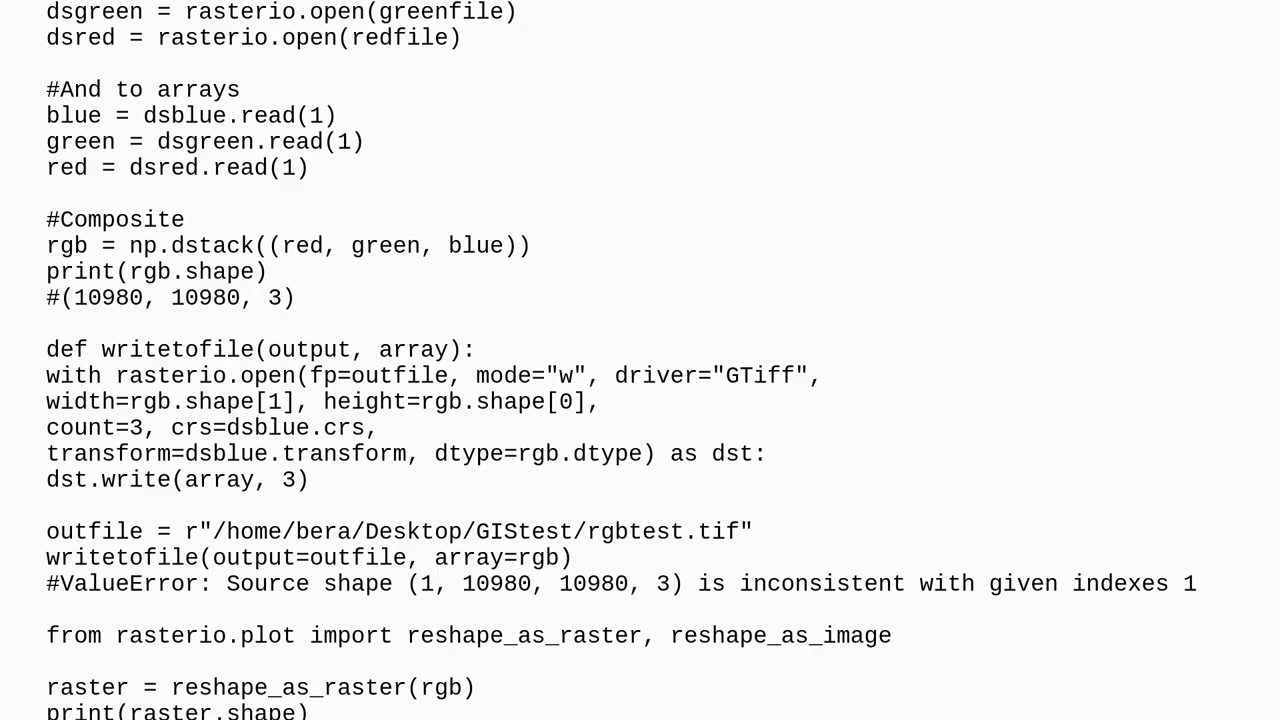 dsgreen = rasterio.open(greenfile)
dsred = rasterio.open(redfile)
#And to arrays
blue = dsblue.read(1)
green = dsgreen.read(1)
red = dsred.read(1)
#Composite
rgb = np.dstack((red, green, blue))
print(rgb.shape)
#(10980, 10980, 3)
def writetofile(output, array):
with rasterio.open(fp=outfile, mode="w", driver="GTiff",
width=rgb.shape[1], height=rgb.shape[0],
count=3, crs=dsblue.crs,
transform=dsblue.transform, dtype=rgb.dtype) as dst:
dst.write(array, 3)
outfile = r"/home/bera/Desktop/GIStest/rgbtest.tif"
writetofile(output=outfile, array=rgb)
#ValueError: Source shape (1, 10980, 10980, 3) is inconsistent with given indexes 1
from rasterio.plot import reshape_as_raster, reshape_as_image
raster = reshape_as_raster(rgb)
print(raster.shape)